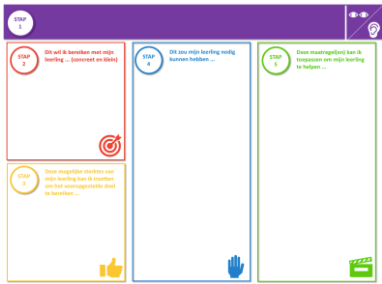 STAP
1
STAP
2
Dit wil ik bereiken met mijn
leerling ... (concreet en klein)
STAP
3
Deze mogelijke sterktes van
mijn leerling kan ik inzetten
om het vooropgestelde doel
te bereiken ...
STAP
4
Dit zou mijn leerling nodig
kunnen hebben ...
STAP
5
Deze maatregel(en) kan ik
toepassen om mijn leerling
te helpen ...